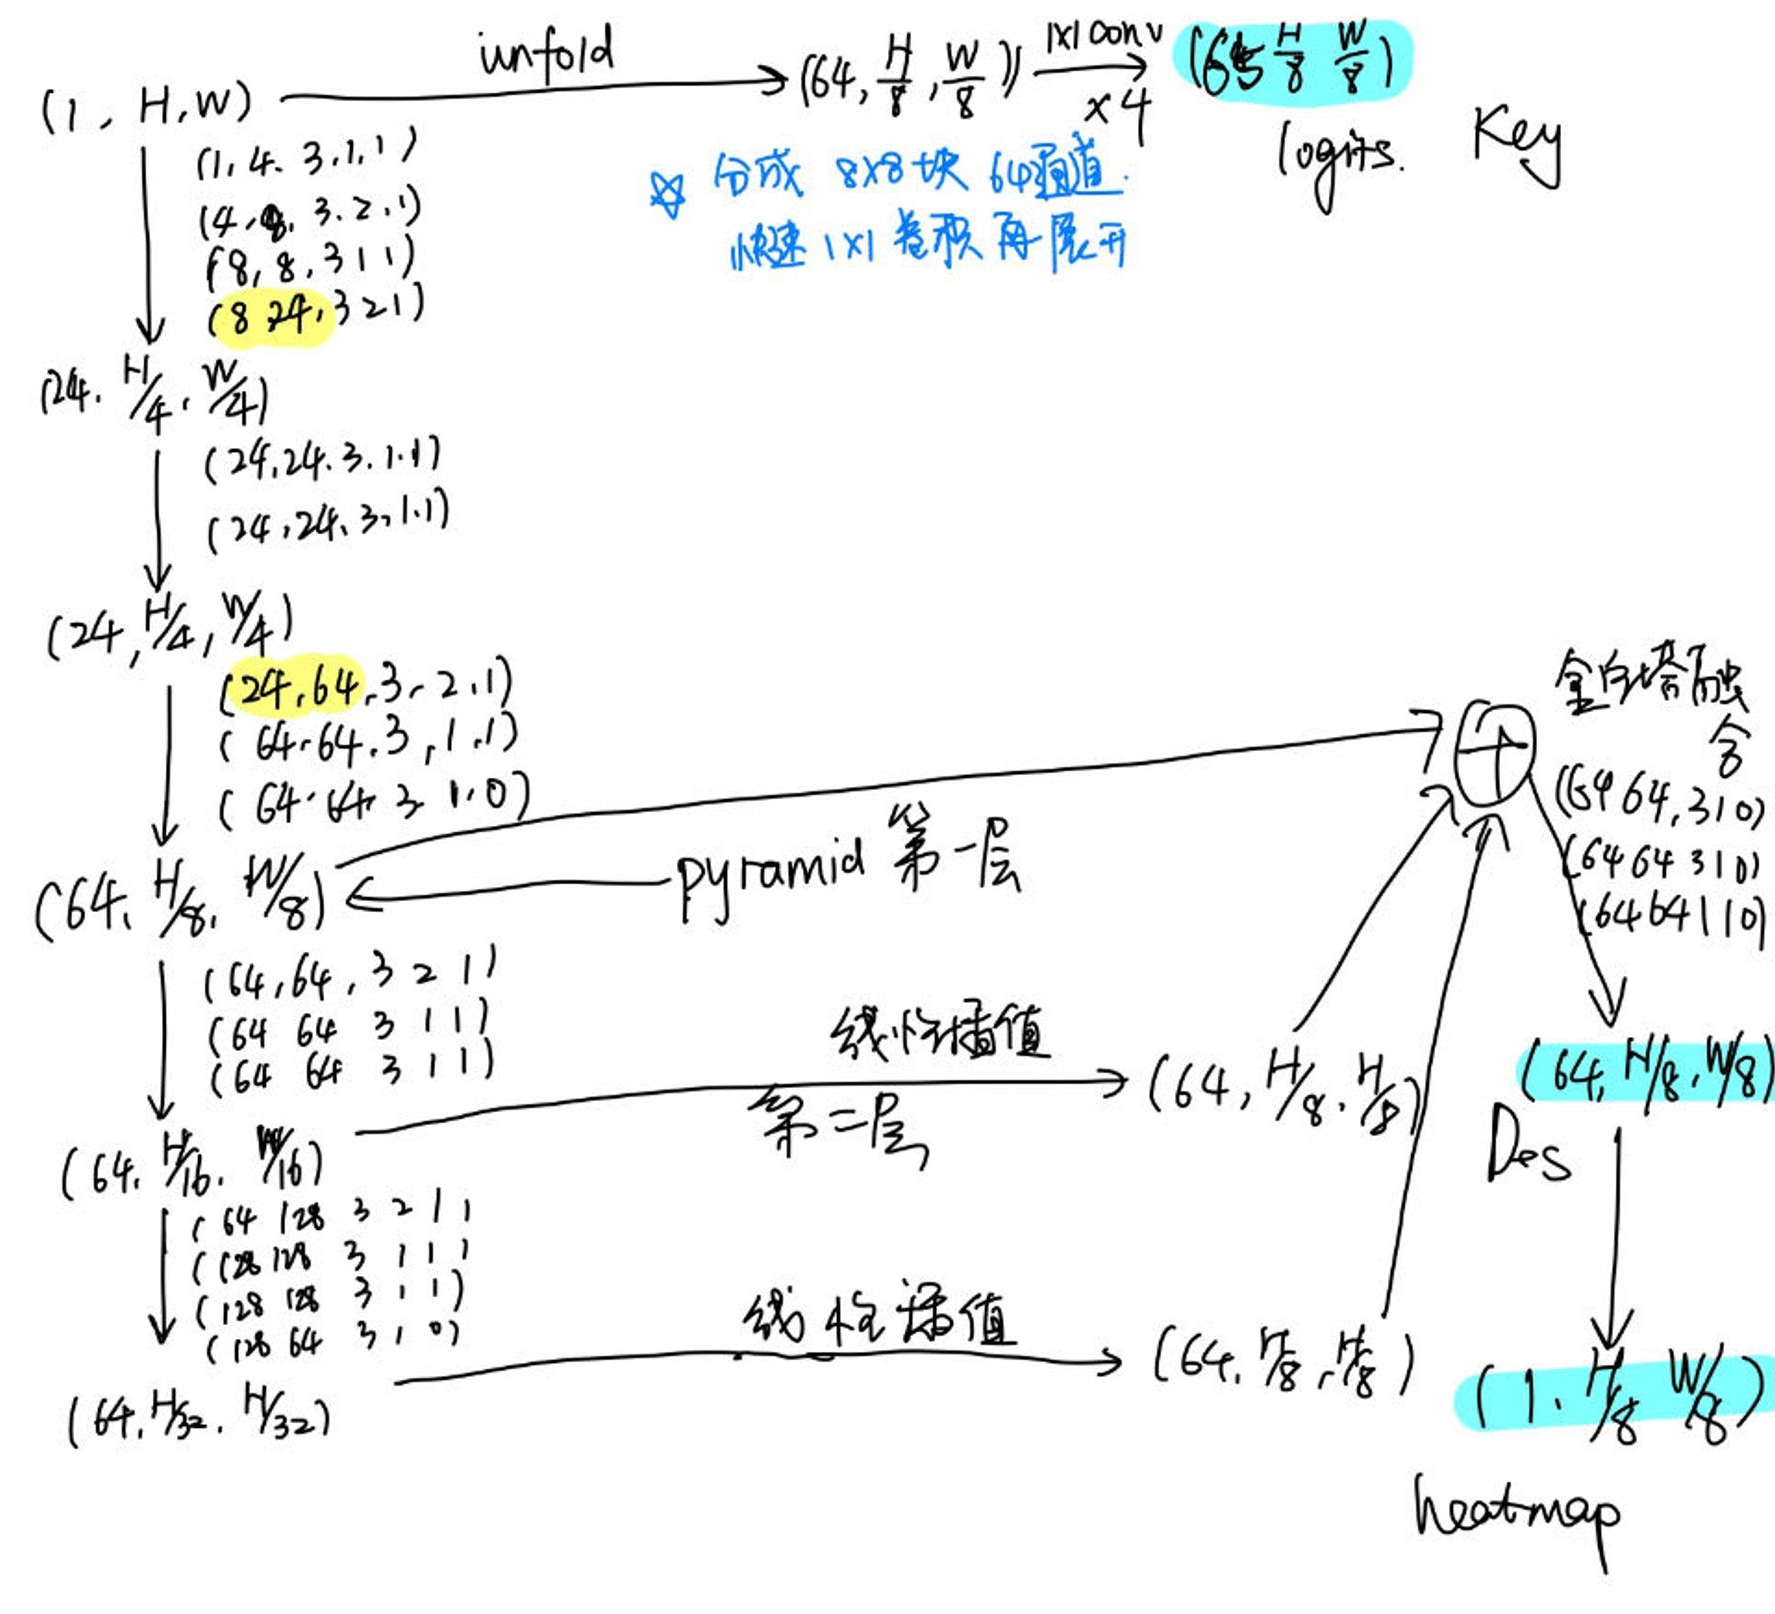 (1, H, W)
unfold
(64, H/8, W/8)
1x1 conv
x4
(65 H/8 W/8)
logits.
Key
☆ 分成 8x8块 64通道.
快速 1x1 卷积 再展开
(1, 4. 3, 1, 1)
(4, 8, 3. 2, 1)
(8, 8, 3 1 1)
(8 24, 3 2 1)
(24. H/4, W/4)
(24, 24. 3. 1. 1)
(24, 24, 3, 1. 1)
(24, H/4, W/4)
(24, 64, 3, 2, 1)
(64, 64, 3, 1, 1)
(64, 64, 3 1, 0)
(64, H/8, W/8)
pyramid 第一层
(64, 64, 3 2 1)
(64 64 3 1 1)
(64 64 3 1 1)
(64, H/16, W/16)
线性插值
第二层
(64, H/8, H/8)
(64 128 3 2 1)
(128 128 3 1 1)
(128 128 3 1 1)
(128 64 3 1 0)
(64, H/32, H/32)
线性插值
(64, H/8, H/8)
+
金字塔融
合
(64 64, 3 1 0)
(64 64 3 1 0)
(64 64 1 1 0)
(64, H/8, W/8)
Des
(1, H/8 W/8)
heatmap